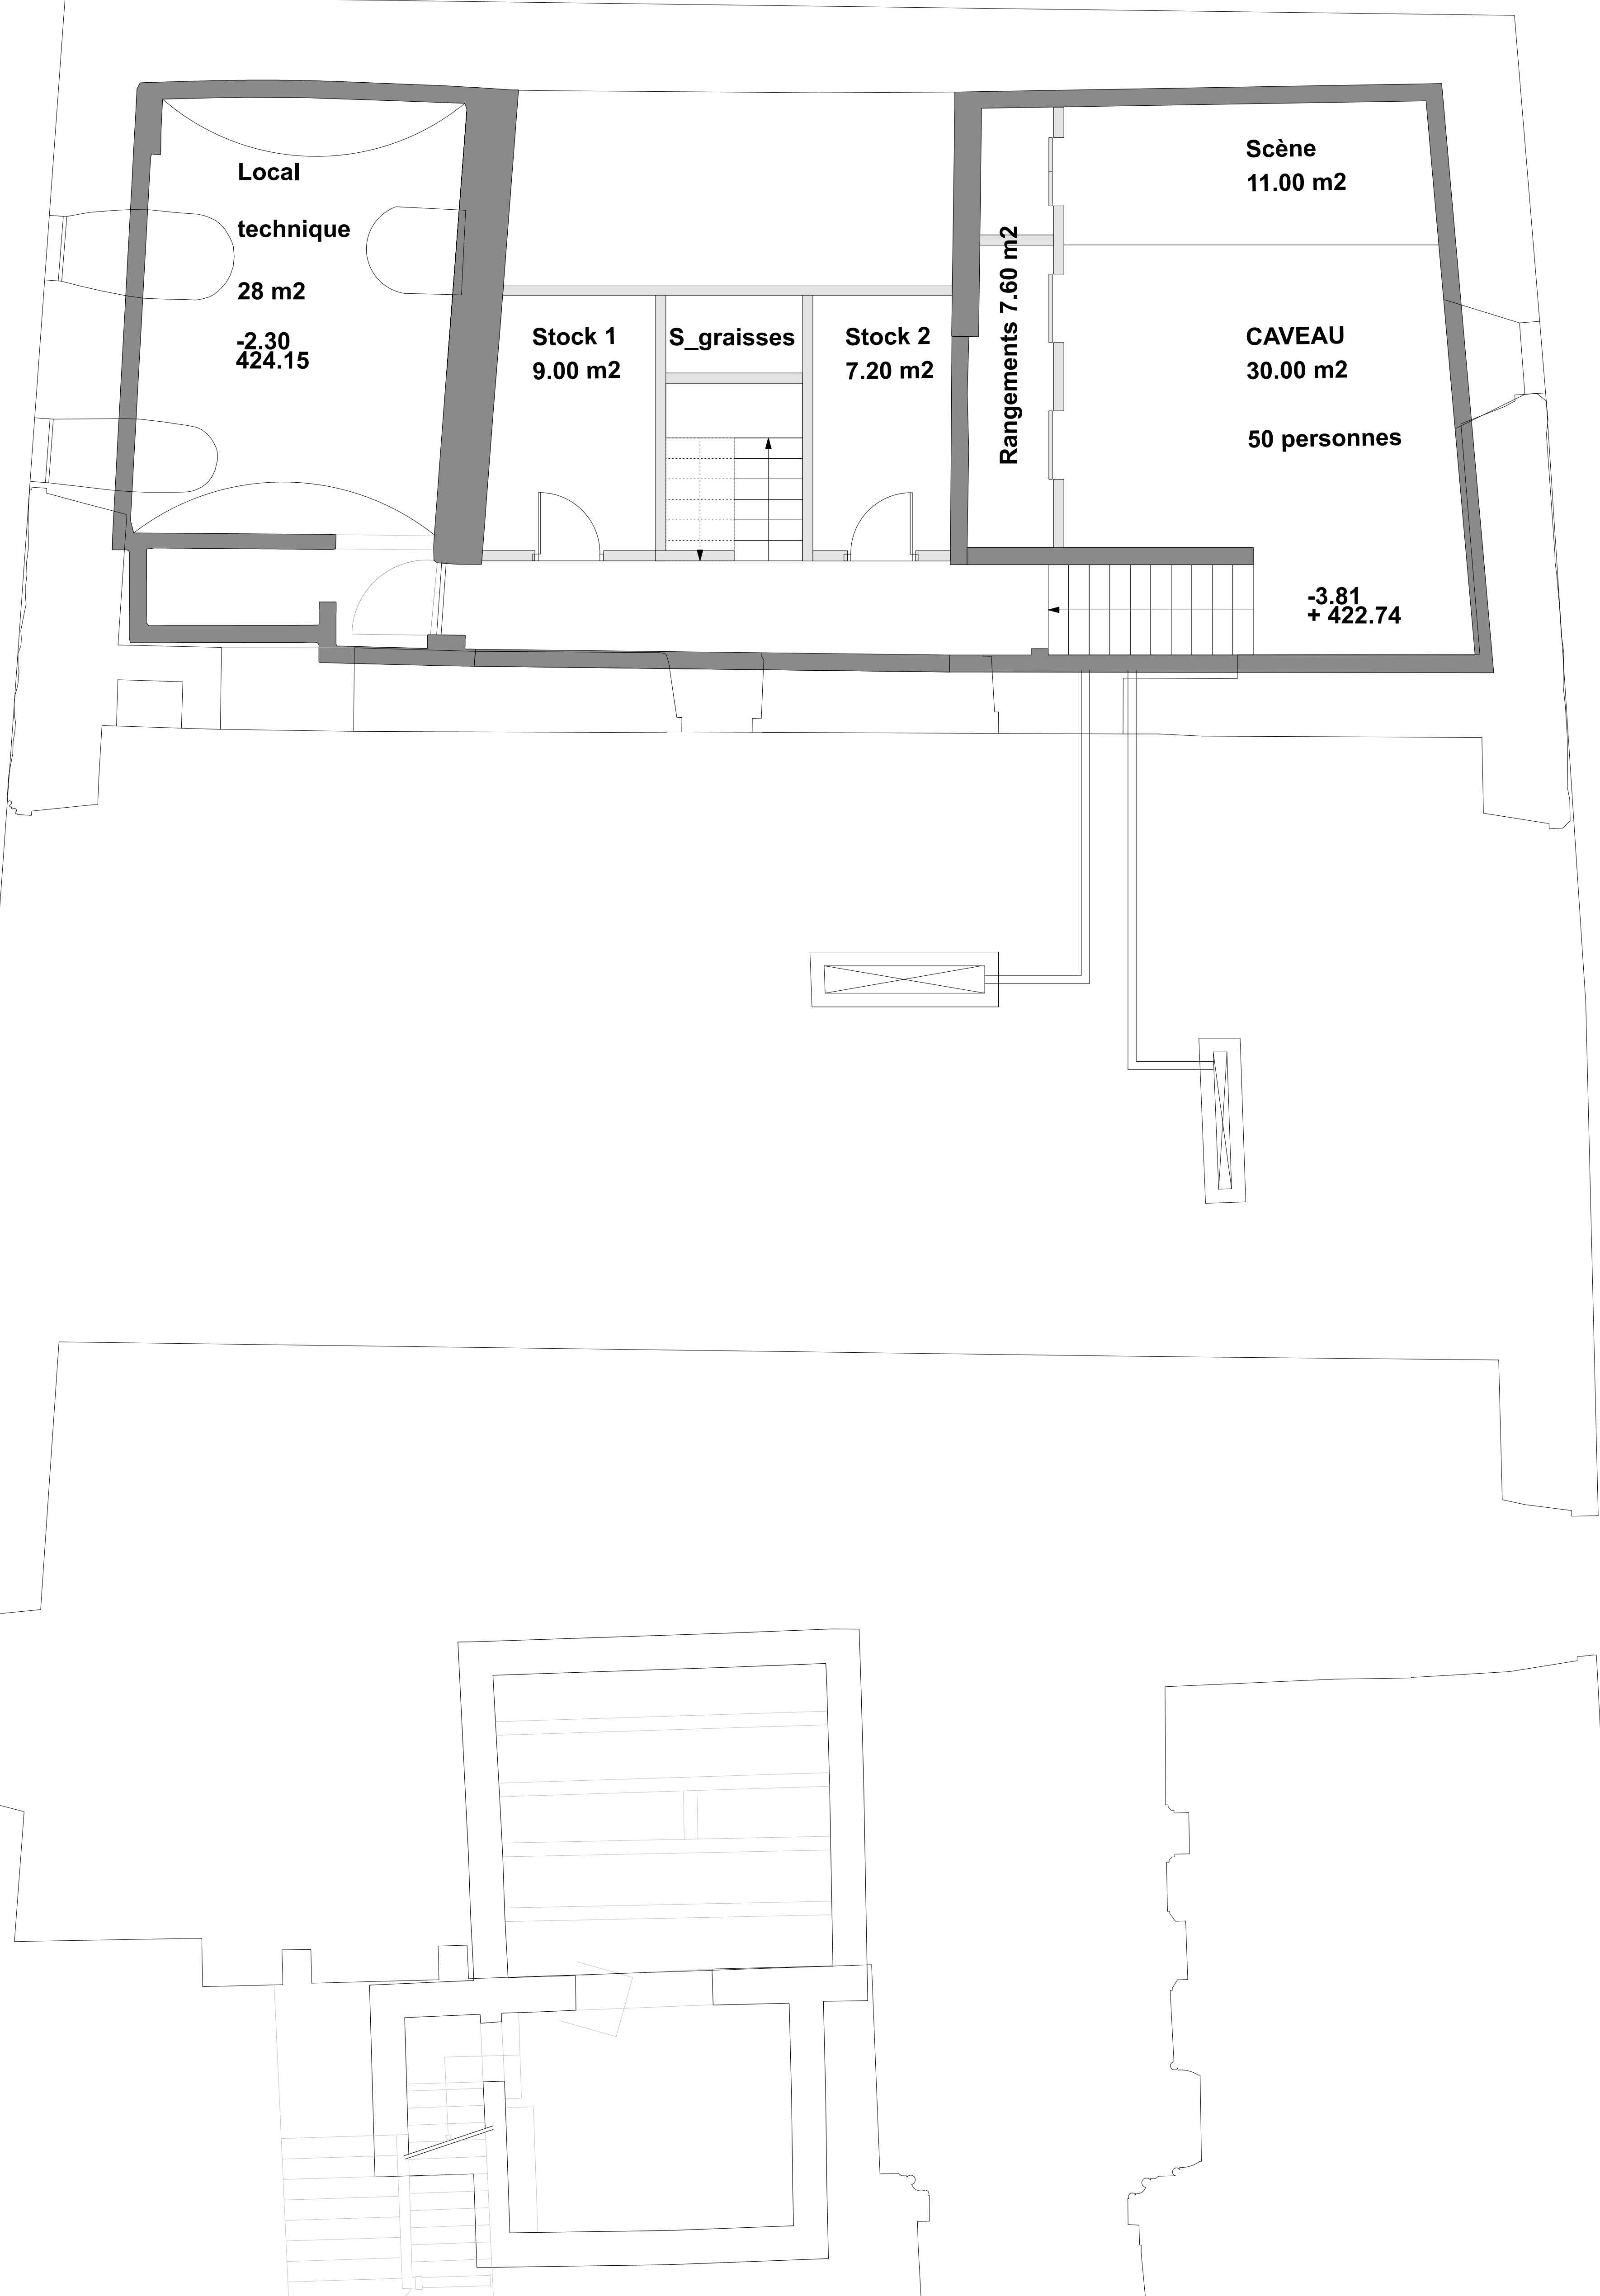 Local
technique
28 m2
-2.30
424.15
Stock 1
9.00 m2
S_graisses
Stock 2
7.20 m2
Rangements 7.60 m2
Scène
11.00 m2
CAVEAU
30.00 m2
50 personnes
-3.81
+ 422.74